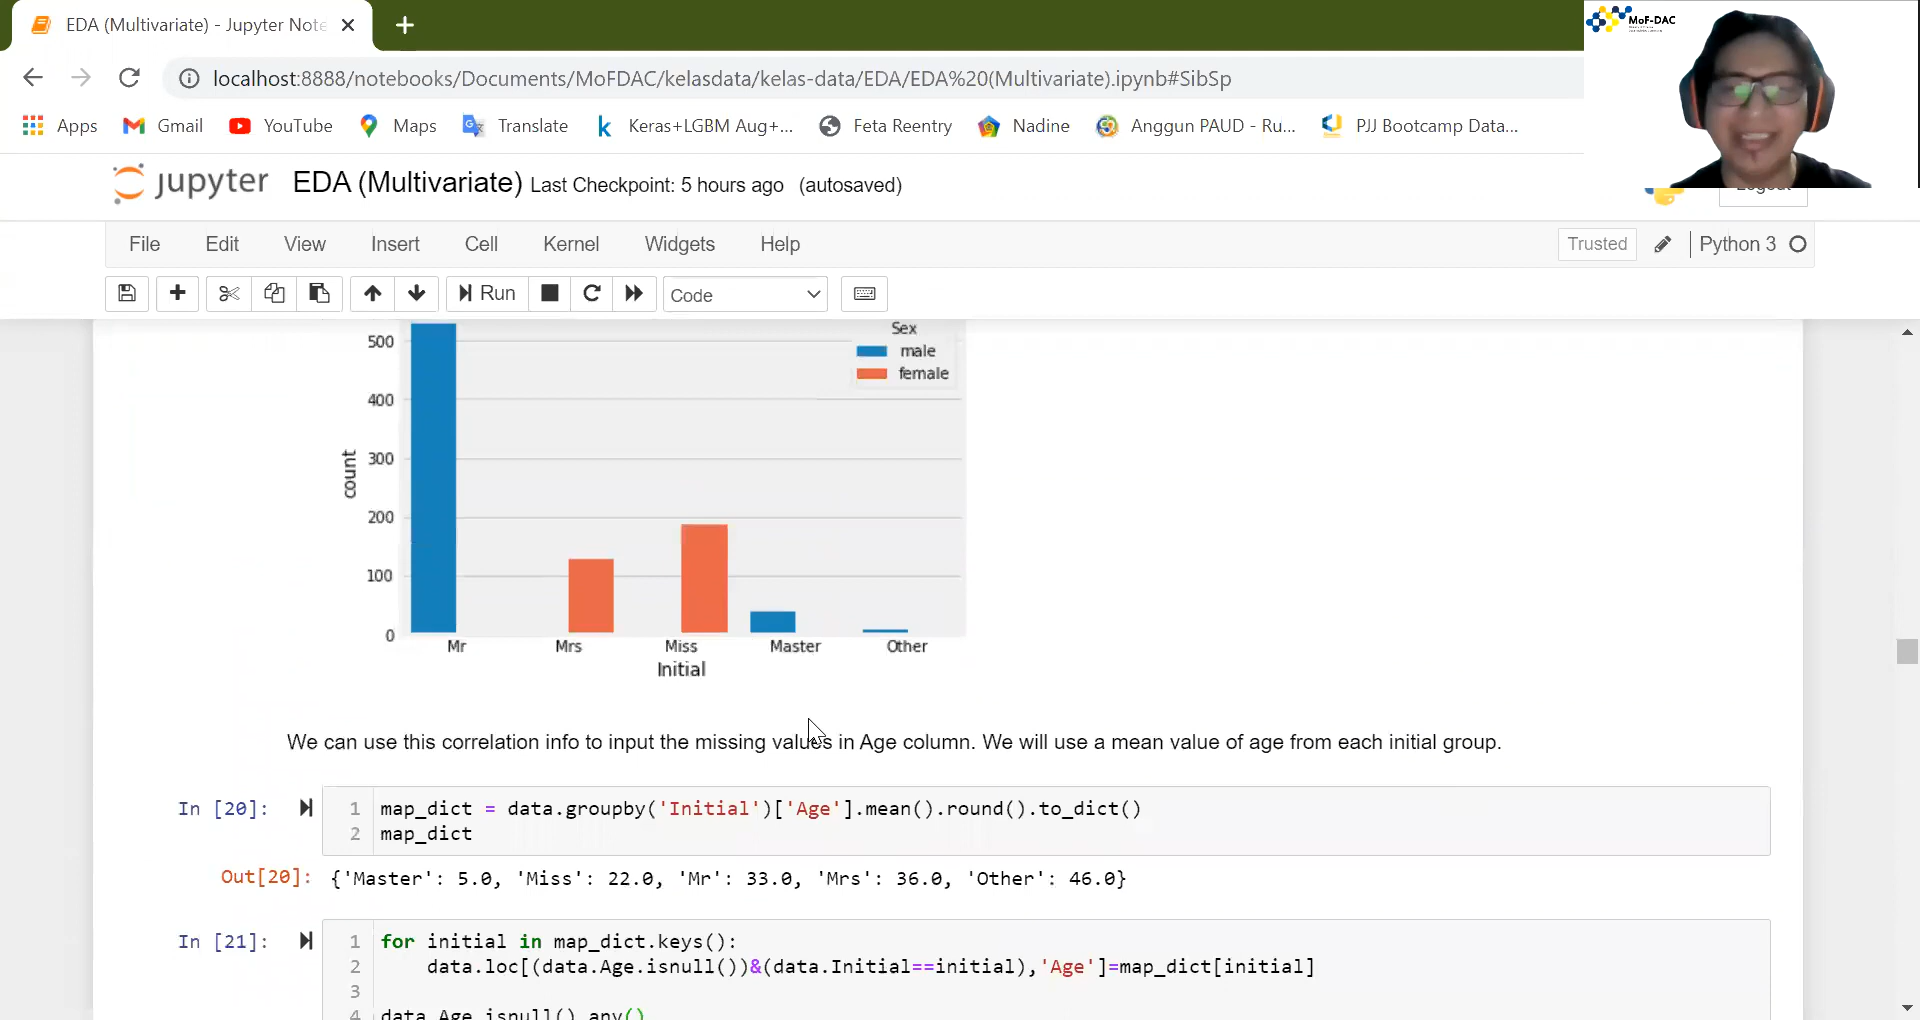 EDA (Multivariate) - Jupyter Note
MoF-DAC
localhost:8888/notebooks/Documents/MoFDAC/kelasdata/kelas-data/EDA/EDA%20(Multivariate).ipynb#SibSp
Apps Gmail YouTube Maps Translate Keras+LGBM Aug+... Feta Reentry Nadine Anggun PAUD - Ru... PJJ Bootcamp Data...
jupyter EDA (Multivariate) Last Checkpoint: 5 hours ago (autosaved) Logout
File Edit View Insert Cell Kernel Widgets Help Trusted Python 3
Run Code
Sex
male
female
500
400
300
200
100
0
count
Mr Mrs Miss Master Other
Initial
We can use this correlation info to input the missing values in Age column. We will use a mean value of age from each initial group.
In [20]: 1 map_dict = data.groupby('Initial')['Age'].mean().round().to_dict()
2 map_dict
Out[20]: {'Master': 5.0, 'Miss': 22.0, 'Mr': 33.0, 'Mrs': 36.0, 'Other': 46.0}
In [21]: 1 for initial in map_dict.keys():
2 data.loc[(data.Age.isnull())&(data.Initial==initial),'Age']=map_dict[initial]
3
4 data.Age.isnull().any()